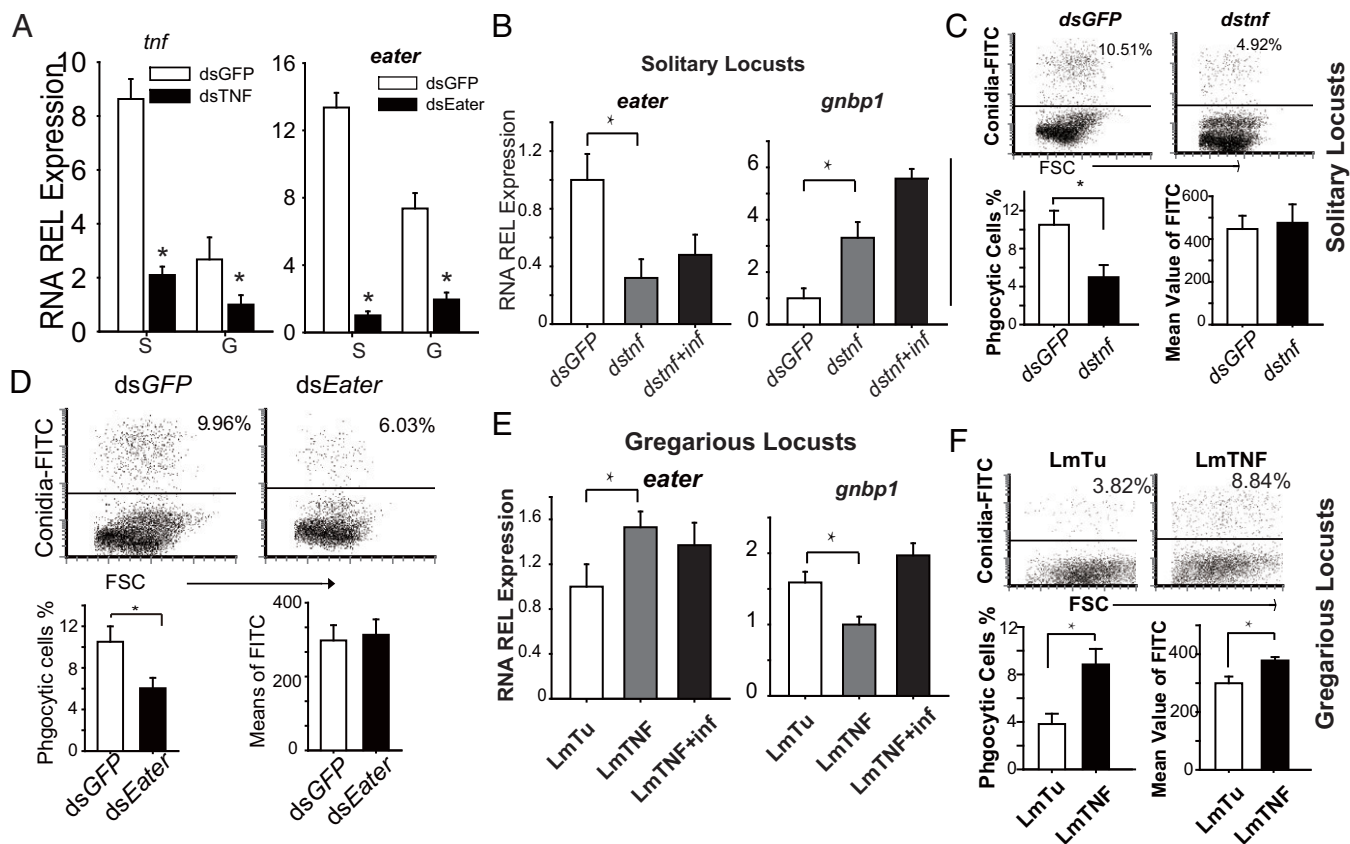 A
tnf
dsGFP
dsTNF
RNA REL Expression
10
8
6
4
2
0
*
*
S
G
eater
dsGFP
dsEater
16
12
8
4
0
*
*
S
G
B
Solitary Locusts
eater
RNA REL Expression
1.2
0.8
0.4
0
*
dsGFP
dstnf
dstnf+inf
gnbp1
6
4
2
0
*
dsGFP
dstnf
dstnf+inf
C
dsGFP
dstnf
Conidia-FITC
10.51%
4.92%
FSC
Solitary Locusts
Phgocytic Cells %
12
8
4
0
*
dsGFP
dstnf
Mean Value of FITC
600
400
200
0
dsGFP
dstnf
D
dsGFP
dsEater
Conidia-FITC
9.96%
6.03%
FSC
Phgocytic cells %
12
8
4
0
*
dsGFP
dsEater
Means of FITC
400
200
0
dsGFP
dsEater
E
Gregarious Locusts
eater
RNA REL Expression
1.6
1.2
0.8
0.4
0
*
LmTu
LmTNF
LmTNF+inf
gnbp1
2
1
0
*
LmTu
LmTNF
LmTNF+inf
F
LmTu
LmTNF
Conidia-FITC
3.82%
8.84%
FSC
Gregarious Locusts
Phgocytic Cells %
12
8
4
0
*
LmTu
LmTNF
Mean Value of FITC
400
200
0
*
LmTu
LmTNF